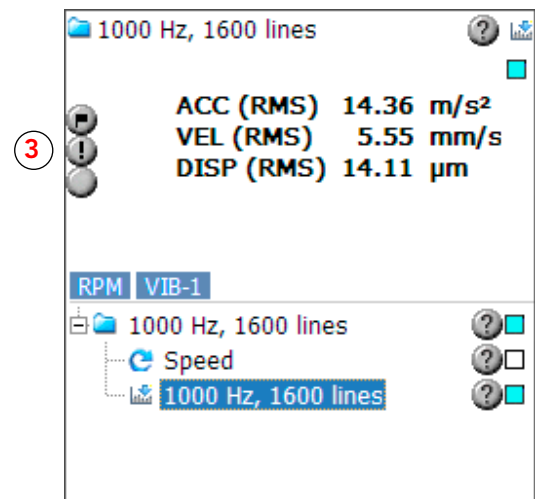 1000 Hz, 1600 lines ?
ACC (RMS) 14.36 m/s²
3 ! VEL (RMS) 5.55 mm/s
DISP (RMS) 14.11 µm
RPM VIB-1
1000 Hz, 1600 lines ?
Speed ?
1000 Hz, 1600 lines ?